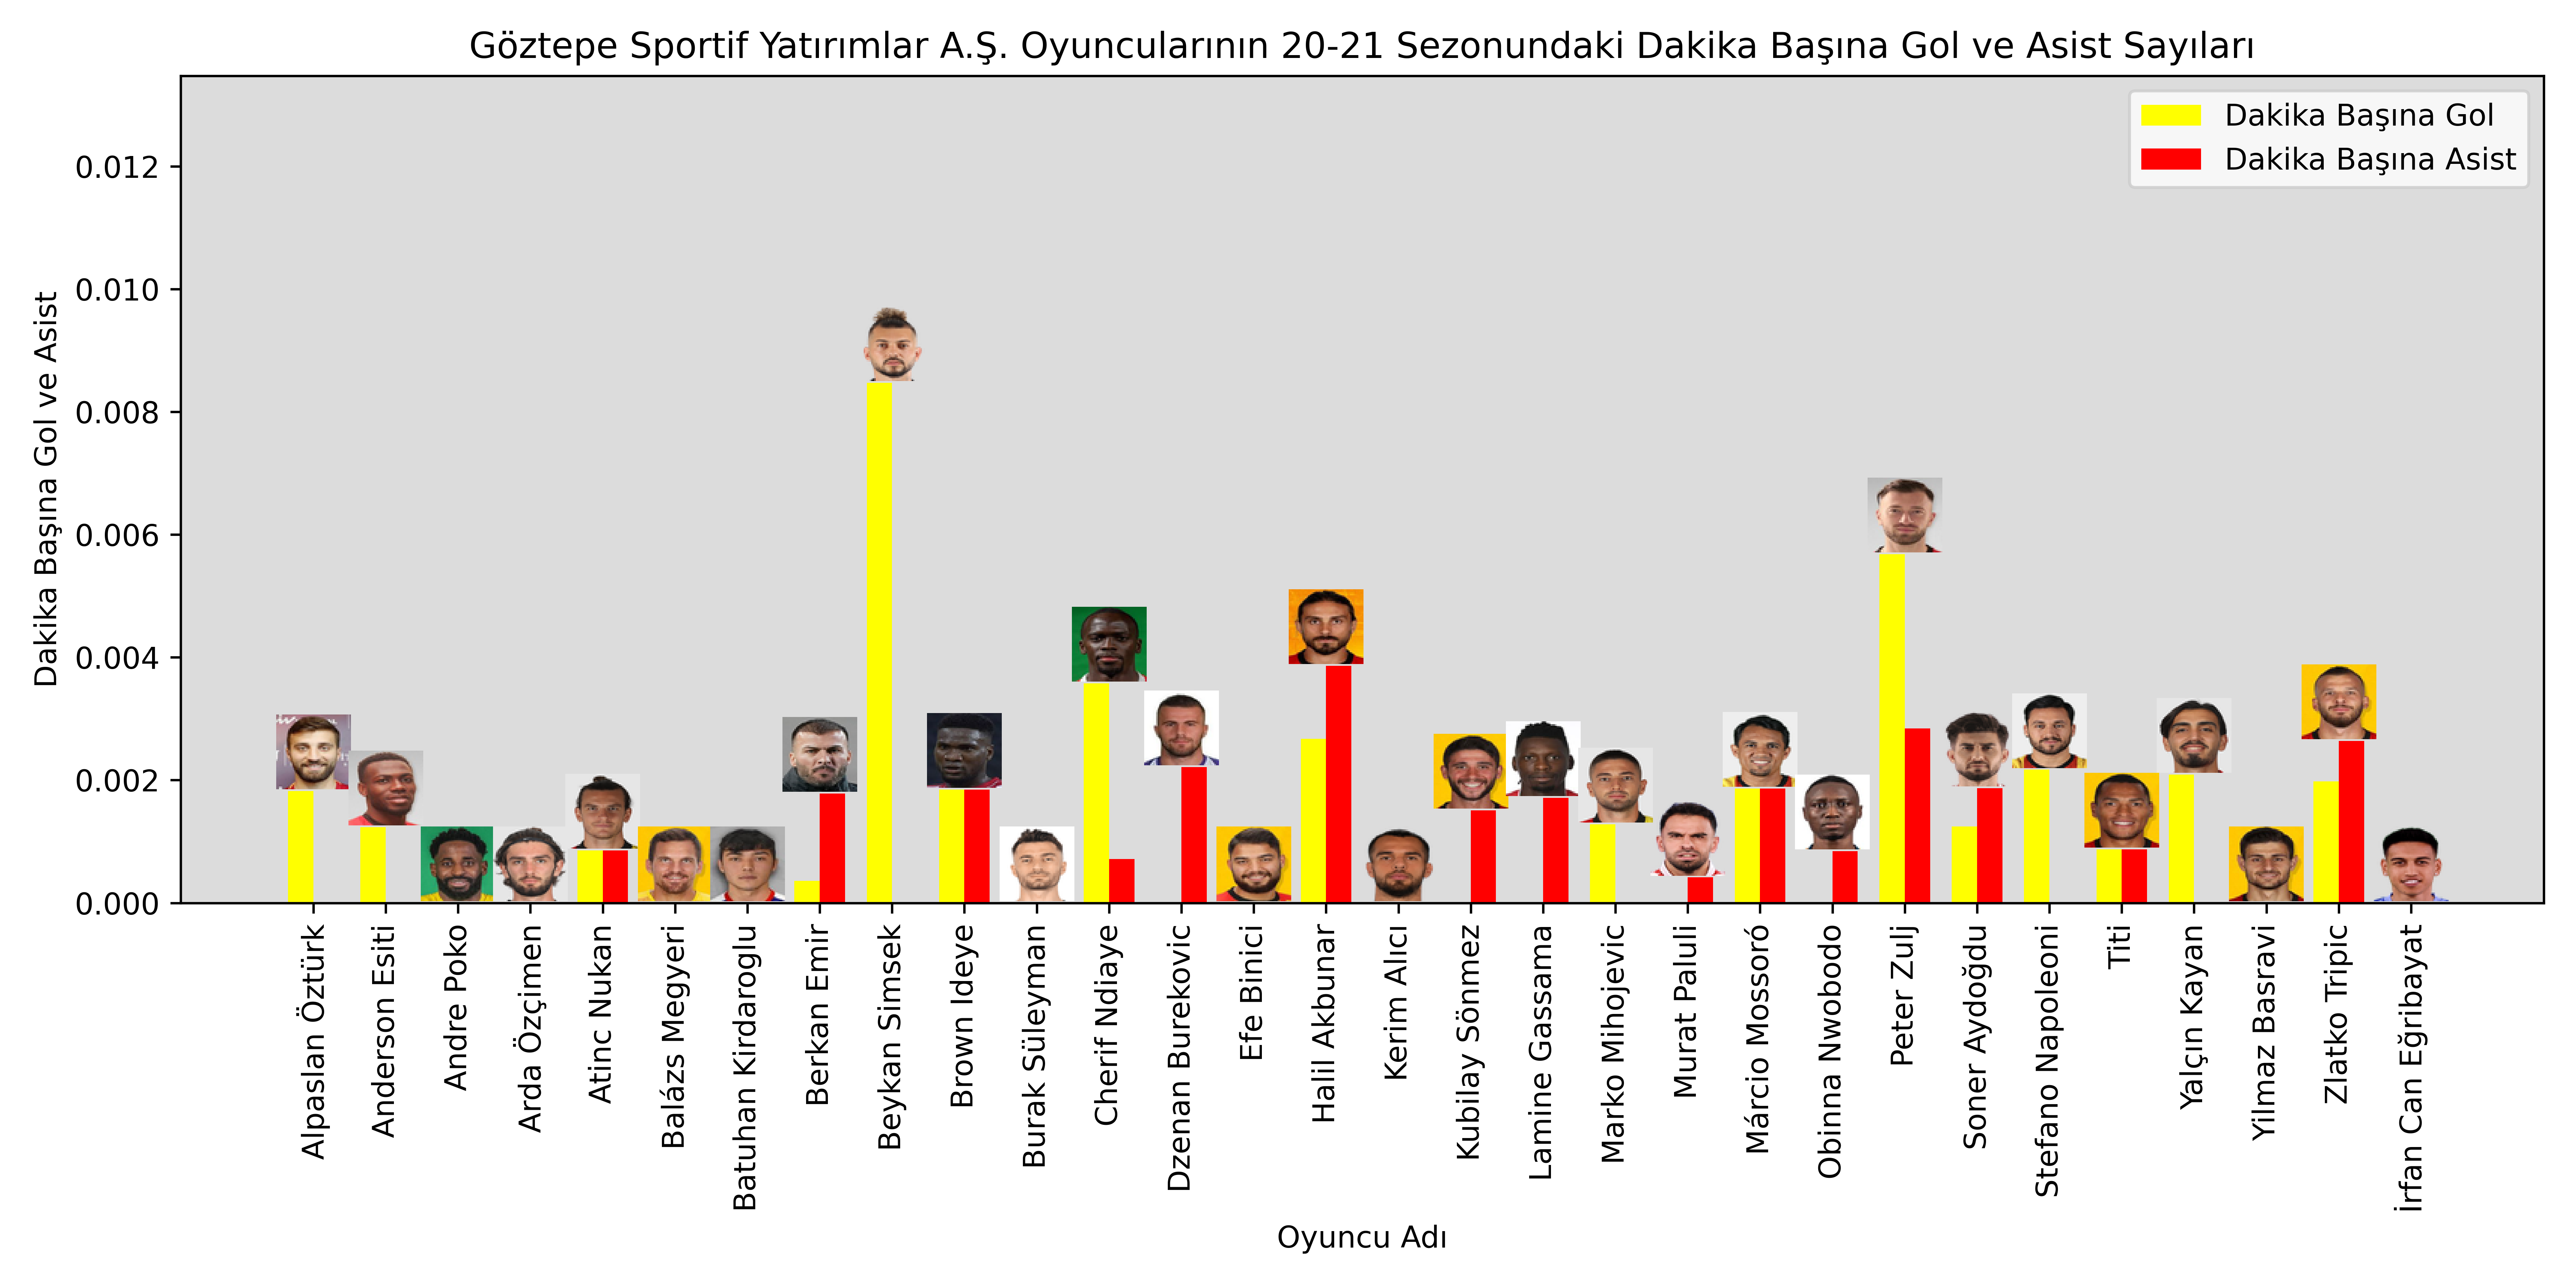 Göztepe Sportif Yatırımlar A.Ş. Oyuncularının 20-21 Sezonundaki Dakika Başına Gol ve Asist Sayıları
Dakika Başına Gol
Dakika Başına Asist
Dakika Başına Gol ve Asist
0.012
0.010
0.008
0.006
0.004
0.002
0.000
Alpaslan Öztürk
Anderson Esiti
Andre Poko
Arda Özçimen
Atinc Nukan
Balázs Megyeri
Batuhan Kirdaroglu
Berkan Emir
Beykan Simsek
Brown Ideye
Burak Süleyman
Cherif Ndiaye
Dzenan Burekovic
Efe Binici
Halil Akbunar
Kerim Alıcı
Kubilay Sönmez
Lamine Gassama
Marko Mihojevic
Murat Paluli
Márcio Mossoró
Obinna Nwobodo
Peter Zulj
Soner Aydoğdu
Stefano Napoleoni
Titi
Yalçın Kayan
Yilmaz Basravi
Zlatko Tripic
İrfan Can Eğribayat
Oyuncu Adı